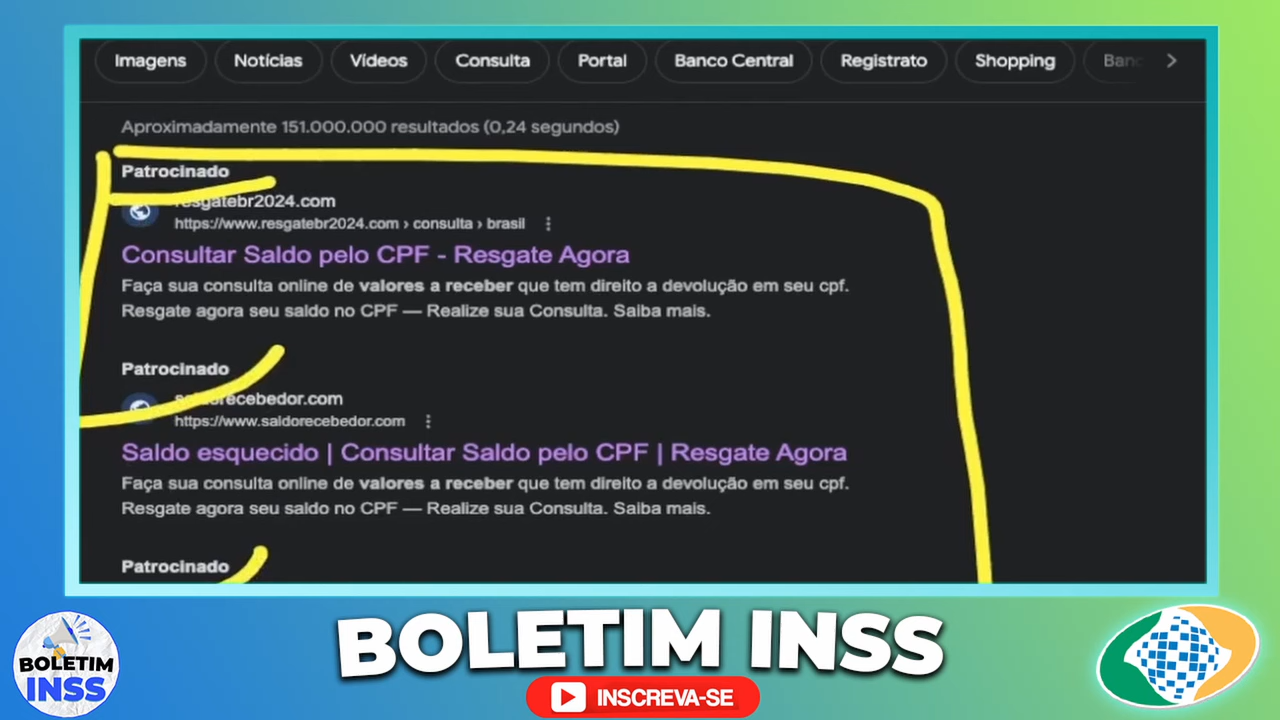 Imagens Notícias Vídeos Consulta Portal Banco Central Registrato Shopping
Aproximadamente 151.000.000 resultados (0,24 segundos)
Patrocinado
resgatebr2024.com
https://www.resgatebr2024.com › consulta › brasil
Consultar Saldo pelo CPF - Resgate Agora
Faça sua consulta online de valores a receber que tem direito a devolução em seu cpf.
Resgate agora seu saldo no CPF — Realize sua Consulta. Saiba mais.
Patrocinado
saldorecebedor.com
https://www.saldorecebedor.com
Saldo esquecido | Consultar Saldo pelo CPF | Resgate Agora
Faça sua consulta online de valores a receber que tem direito a devolução em seu cpf.
Resgate agora seu saldo no CPF — Realize sua Consulta. Saiba mais.
Patrocinado
BOLETIM INSS
INSCREVA-SE
BOLETIM
INSS